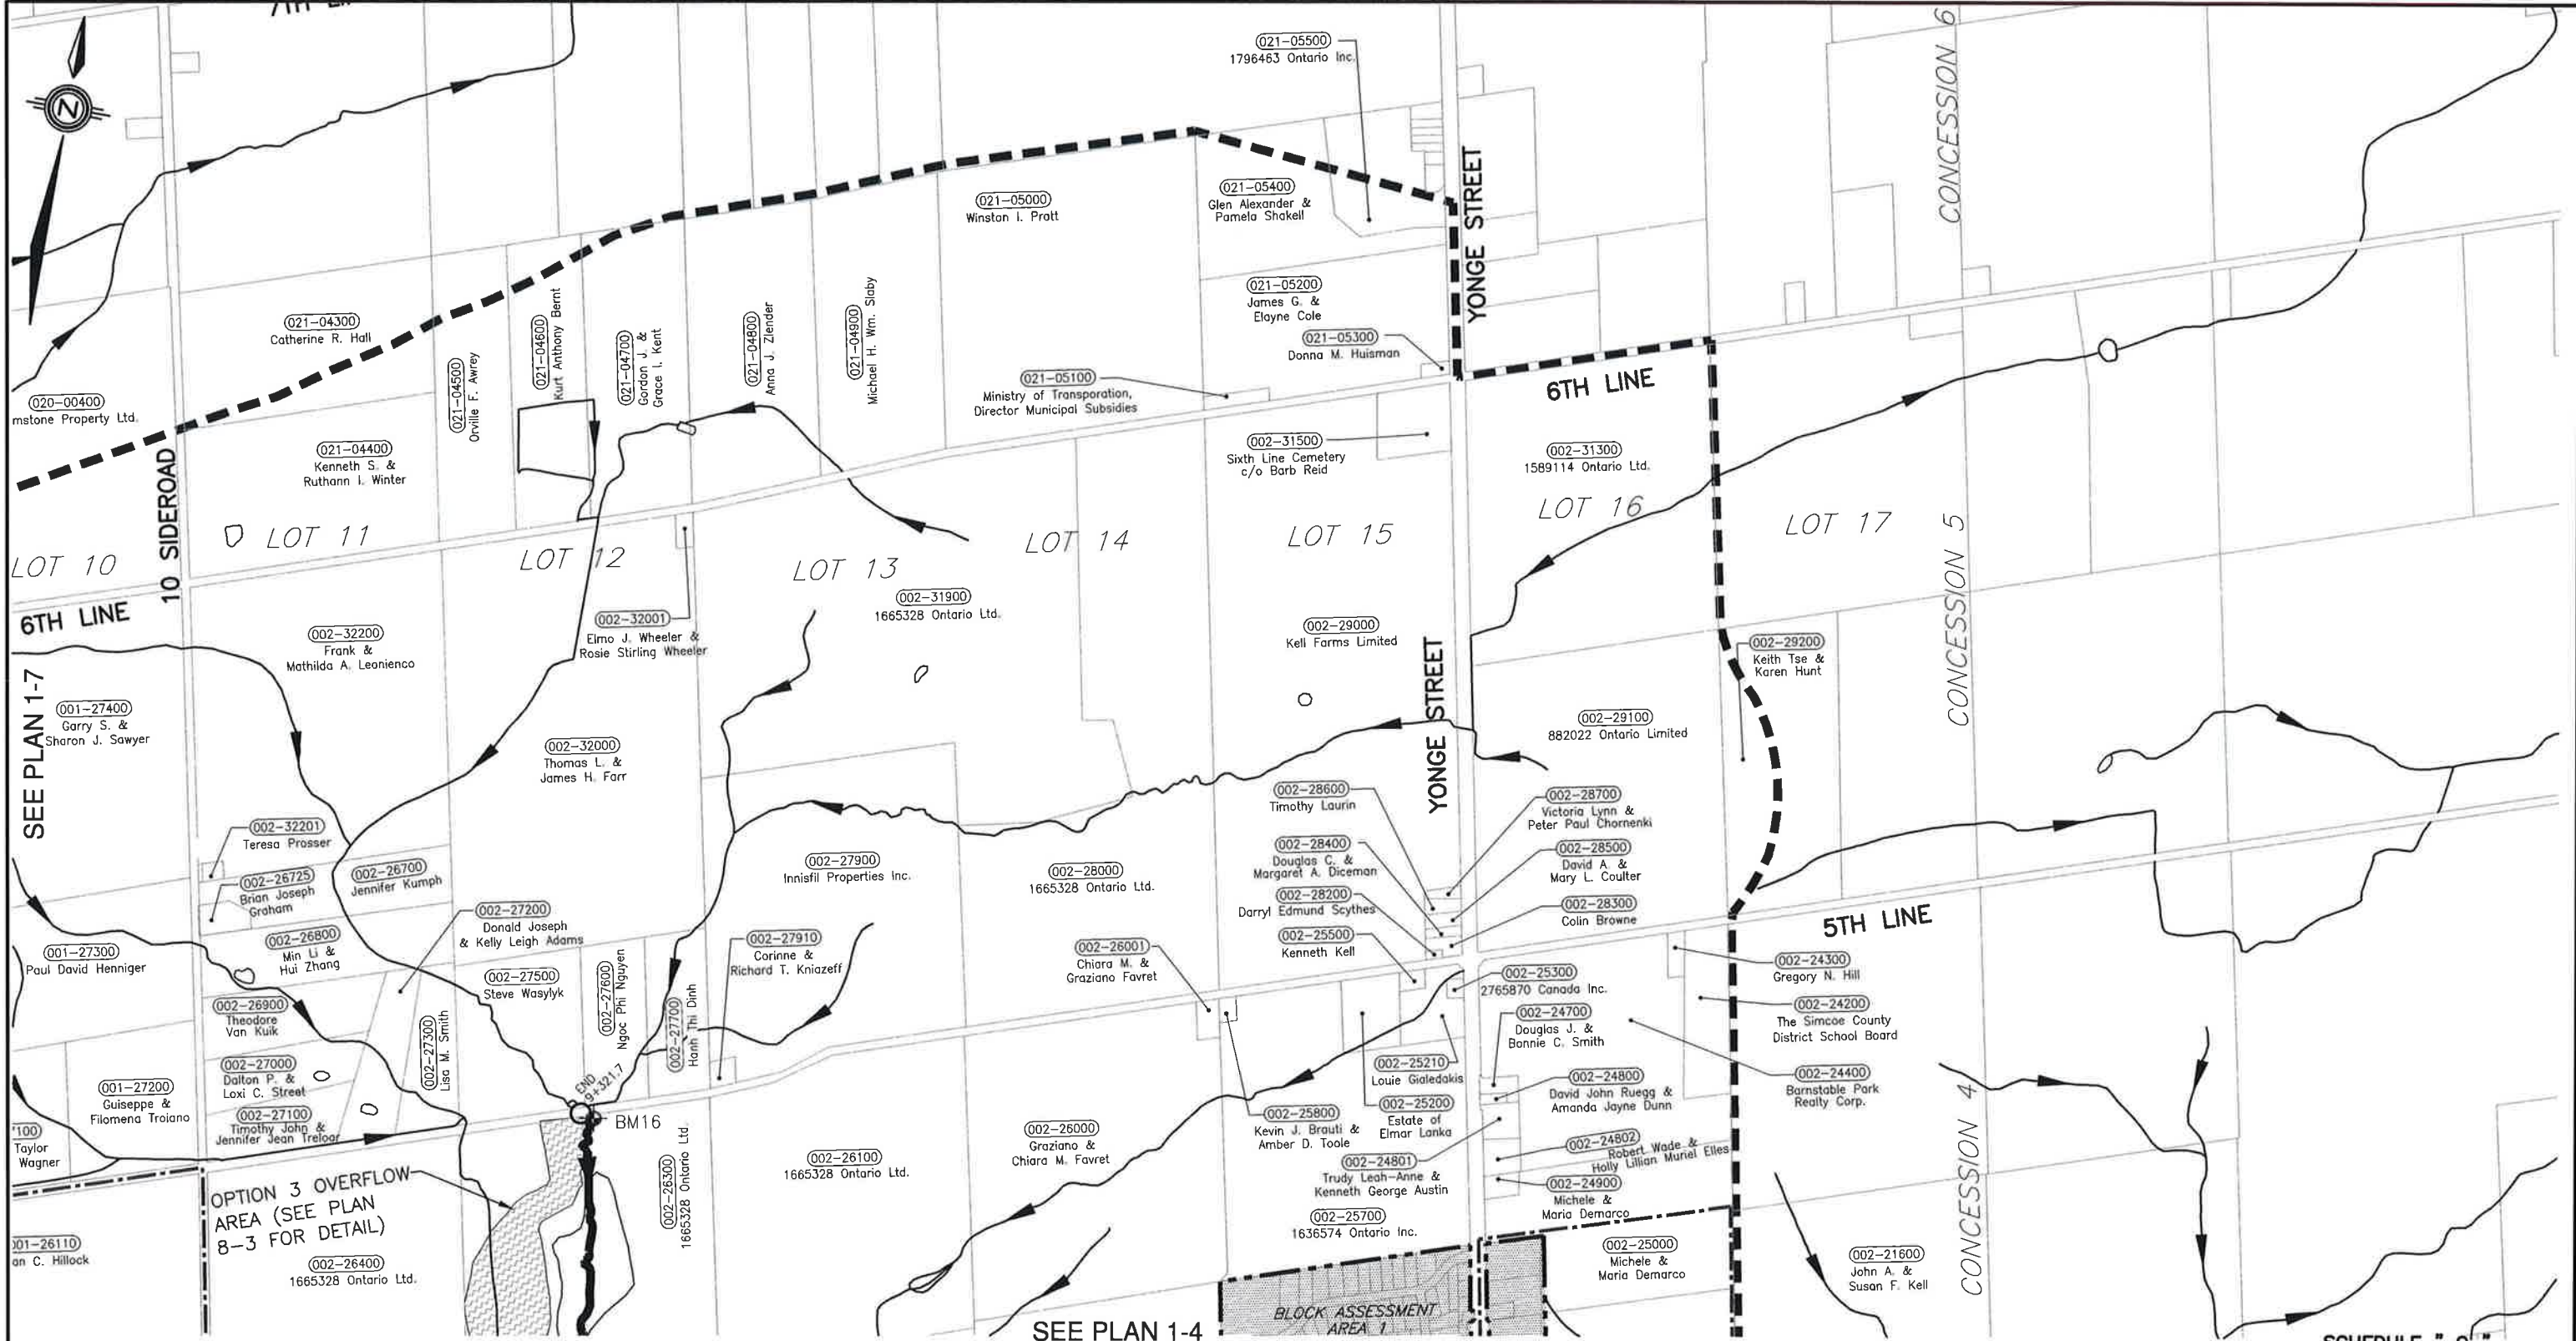 N
021-05500
1796463 Ontario Inc.
CONCESSION 6
021-05000
Winston I. Pratt
021-05400
Glen Alexander &
Pamela Shakell
YONGE STREET
021-04300
Catherine R. Hall
021-04500
Orville F. Awrey
021-04600
Kurt Anthony Bernt
021-04700
Gordon J. &
Grace I. Kent
021-04800
Anna J. Zlender
021-04900
Michael H. Wm. Slaby
021-05200
James G. &
Elayne Cole
021-05300
Donna M. Huisman
021-05100
Ministry of Transporation,
Director Municipal Subsidies
020-00400
mstone Property Ltd.
021-04400
Kenneth S. &
Ruthann I. Winter
10 SIDEROAD
6TH LINE
002-31500
Sixth Line Cemetery
c/o Barb Reid
002-31300
1589114 Ontario Ltd.
LOT 10
LOT 11
LOT 12
LOT 13
LOT 14
LOT 15
LOT 16
LOT 17
CONCESSION 5
6TH LINE
002-32200
Frank &
Mathilda A. Leonienco
002-32001
Elmo J. Wheeler &
Rosie Stirling Wheeler
002-31900
1665328 Ontario Ltd.
002-29000
Kell Farms Limited
YONGE STREET
002-29200
Keith Tse &
Karen Hunt
SEE PLAN 1-7
001-27400
Garry S. &
Sharon J. Sawyer
002-32000
Thomas L. &
James H. Farr
002-29100
882022 Ontario Limited
002-32201
Teresa Prosser
002-26725
Brian Joseph
Graham
002-26700
Jennifer Kumph
002-27900
Innisfil Properties Inc.
002-28000
1665328 Ontario Ltd.
002-28600
Timothy Laurin
002-28700
Victoria Lynn &
Peter Paul Chornenki
002-28400
Douglas C. &
Margaret A. Diceman
002-28500
David A. &
Mary L. Coulter
002-28200
Darryl Edmund Scythes
002-28300
Colin Browne
002-25500
Kenneth Kell
5TH LINE
001-27300
Paul David Henniger
002-26800
Min Li &
Hui Zhang
002-27200
Donald Joseph
& Kelly Leigh Adams
002-27500
Steve Wasylyk
002-27600
Ngoc Phi Nguyen
002-27700
Hanh Thi Dinh
002-27910
Corinne &
Richard T. Kniazeff
002-26001
Chiara M. &
Graziano Favret
002-25300
2765870 Canada Inc.
002-24300
Gregory N. Hill
002-26900
Theodore
Van Kuik
002-27300
Lisa M. Smith
002-24700
Douglas J. &
Bonnie C. Smith
002-24200
The Simcoe County
District School Board
001-27200
Guiseppe &
Filomena Troiano
002-27000
Dalton P. &
Loxi C. Street
002-27100
Timothy John &
Jennifer Jean Treloar
END
9+321.7
BM16
002-25210
Louie Gialedakis
002-24800
David John Ruegg &
Amanda Jayne Dunn
002-24400
Barnstable Park
Realty Corp.
002-25800
Kevin J. Brauti &
Amber D. Toole
002-25200
Estate of
Elmar Lanka
100)
Taylor
Wagner
OPTION 3 OVERFLOW
AREA (SEE PLAN
8-3 FOR DETAIL)
002-26300
1665328 Ontario Ltd.
002-26100
1665328 Ontario Ltd.
002-26000
Graziano &
Chiara M. Favret
002-24801
Trudy Leah-Anne &
Kenneth George Austin
002-24802
Robert Wade &
Holly Lillian Muriel Elles
002-24900
Michele &
Maria Demarco
CONCESSION 4
01-26110
an C. Hillock
002-26400
1665328 Ontario Ltd.
002-25700
1636574 Ontario Inc.
002-25000
Michele &
Maria Demarco
002-21600
John A. &
Susan F. Kell
BLOCK ASSESSMENT
AREA 1
SEE PLAN 1-4